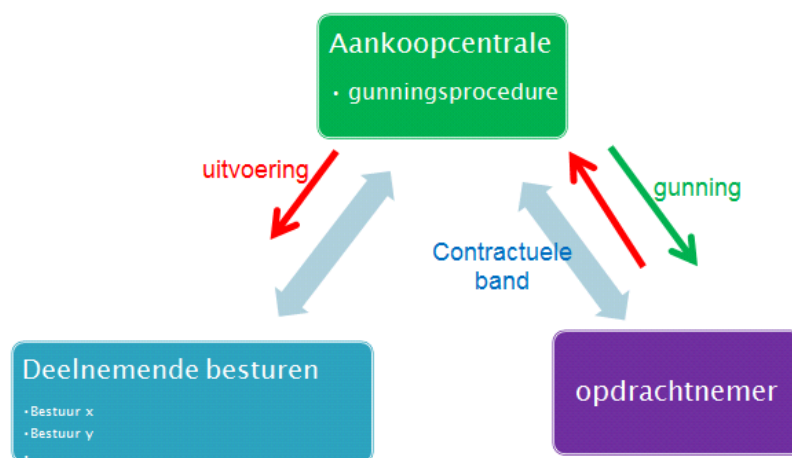 Aankoopcentrale
• gunningsprocedure
uitvoering
gunning
Contractuele
band
Deelnemende besturen
•Bestuur x
•Bestuur y
•
opdrachtnemer